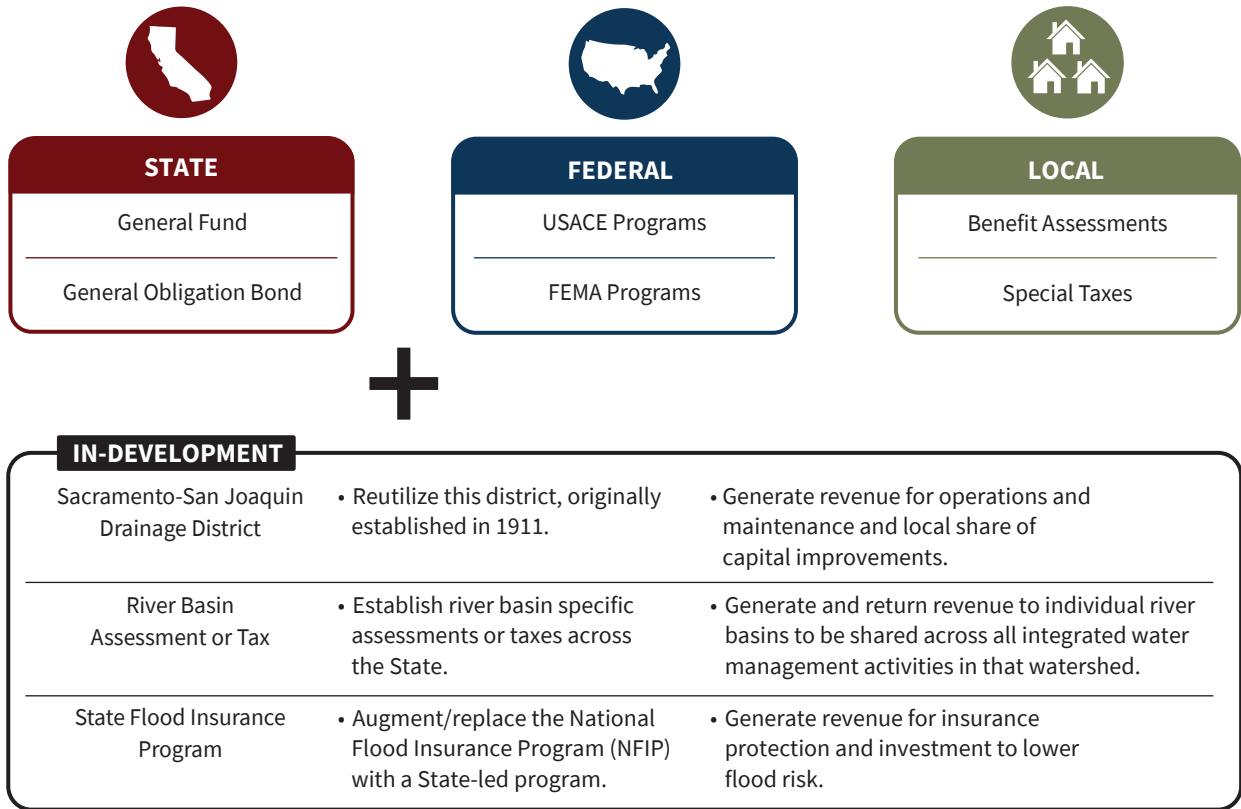 STATE
General Fund
General Obligation Bond
FEDERAL
USACE Programs
FEMA Programs
LOCAL
Benefit Assessments
Special Taxes
+
IN-DEVELOPMENT
Sacramento-San Joaquin
Drainage District
• Reutilize this district, originally
established in 1911.
• Generate revenue for operations and
maintenance and local share of
capital improvements.
River Basin
Assessment or Tax
• Establish river basin specific
assessments or taxes across
the State.
• Generate and return revenue to individual river
basins to be shared across all integrated water
management activities in that watershed.
State Flood Insurance
Program
• Augment/replace the National
Flood Insurance Program (NFIP)
with a State-led program.
• Generate revenue for insurance
protection and investment to lower
flood risk.